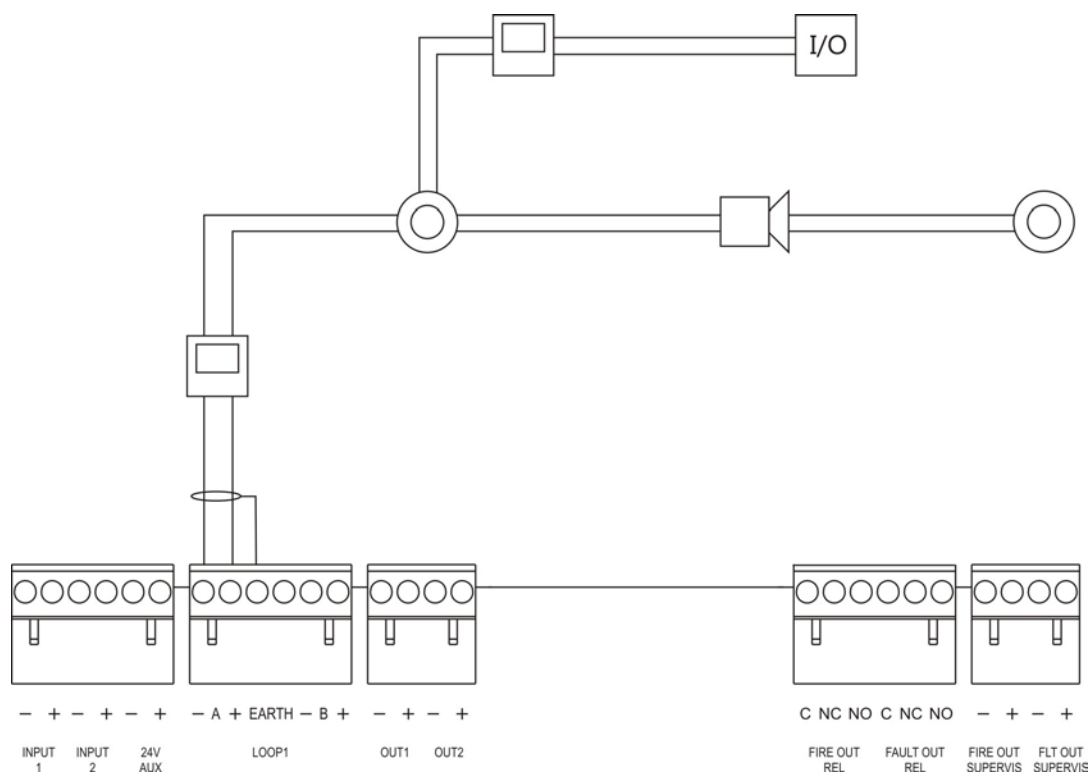 I/O
− + − + − +
− A + EARTH − B +
− + − +
C NC NO C NC NO
− + − +
INPUT
1
INPUT
2
24V
AUX
LOOP1
OUT1
OUT2
FIRE OUT
REL
FAULT OUT
REL
FIRE OUT
SUPERVIS
FLT OUT
SUPERVIS